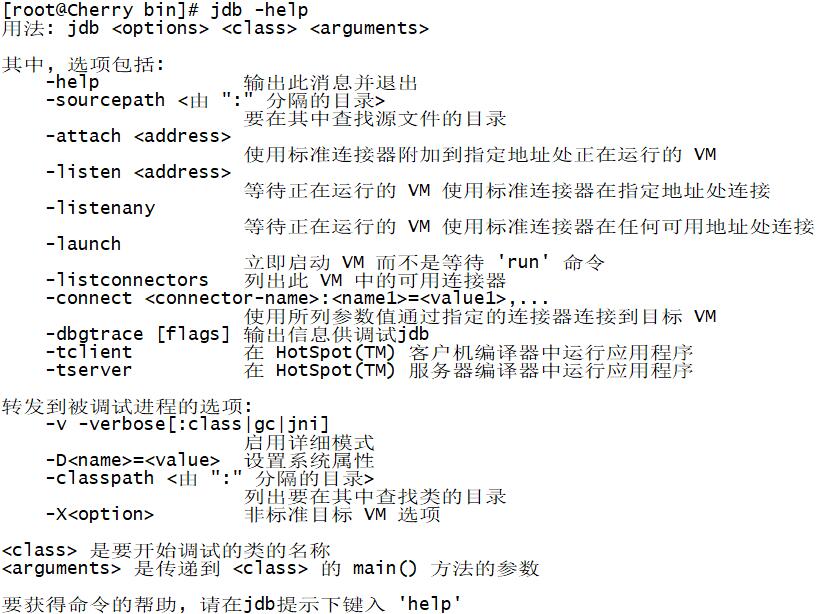 [root@Cherry bin]# jdb -help
用法: jdb <options> <class> <arguments>
其中, 选项包括:
-help 输出此消息并退出
-sourcepath <由 ":" 分隔的目录>
要在其中查找源文件的目录
-attach <address>
使用标准连接器附加到指定地址处正在运行的 VM
-listen <address>
等待正在运行的 VM 使用标准连接器在指定地址处连接
-listenany
等待正在运行的 VM 使用标准连接器在任何可用地址处连接
-launch
立即启动 VM 而不是等待 'run' 命令
-listconnectors 列出此 VM 中的可用连接器
-connect <connector-name>:<name1>=<value1>,...
使用所列参数值通过指定的连接器连接到目标 VM
-dbgtrace [flags] 输出信息供调试jdb
-tclient 在 HotSpot(TM) 客户机编译器中运行应用程序
-tserver 在 HotSpot(TM) 服务器编译器中运行应用程序
转发到被调试进程的选项:
-v -verbose[:class|gc|jni]
启用详细模式
-D<name>=<value> 设置系统属性
-classpath <由 ":" 分隔的目录>
列出要在其中查找类的目录
-X<option> 非标准目标 VM 选项
<class> 是要开始调试的类的名称
<arguments> 是传递到 <class> 的 main() 方法的参数
要获得命令的帮助, 请在jdb提示下键入 'help'